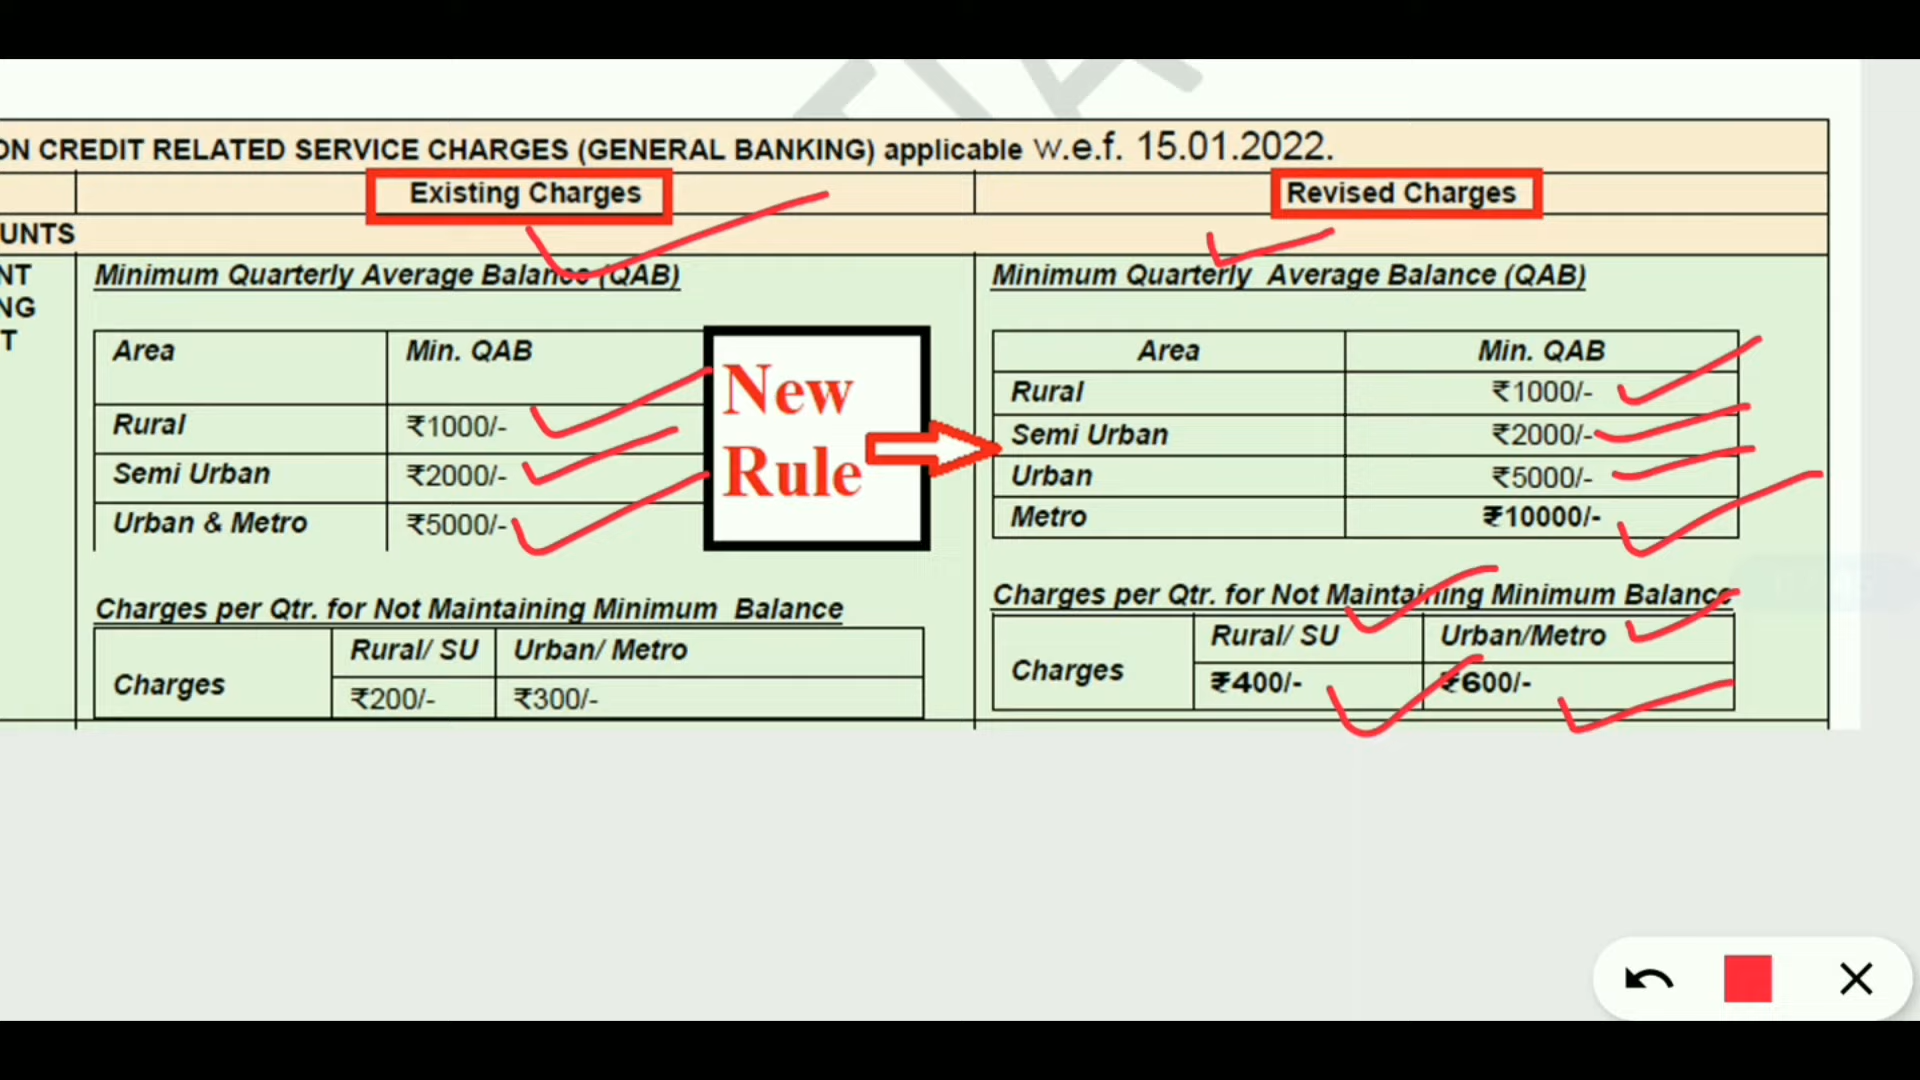 ON CREDIT RELATED SERVICE CHARGES (GENERAL BANKING) applicable w.e.f. 15.01.2022.
Existing Charges
Revised Charges
UNTS
NT
NG
T
Minimum Quarterly Average Balance (QAB)
Area Min. QAB
Rural ₹1000/-
Semi Urban ₹2000/-
Urban & Metro ₹5000/-
Charges per Qtr. for Not Maintaining Minimum Balance
Charges
Rural/ SU Urban/ Metro
₹200/- ₹300/-
New
Rule
Minimum Quarterly Average Balance (QAB)
Area Min. QAB
Rural ₹1000/-
Semi Urban ₹2000/-
Urban ₹5000/-
Metro ₹10000/-
Charges per Qtr. for Not Maintaining Minimum Balance
Charges
Rural/ SU Urban/Metro
₹400/- ₹600/-